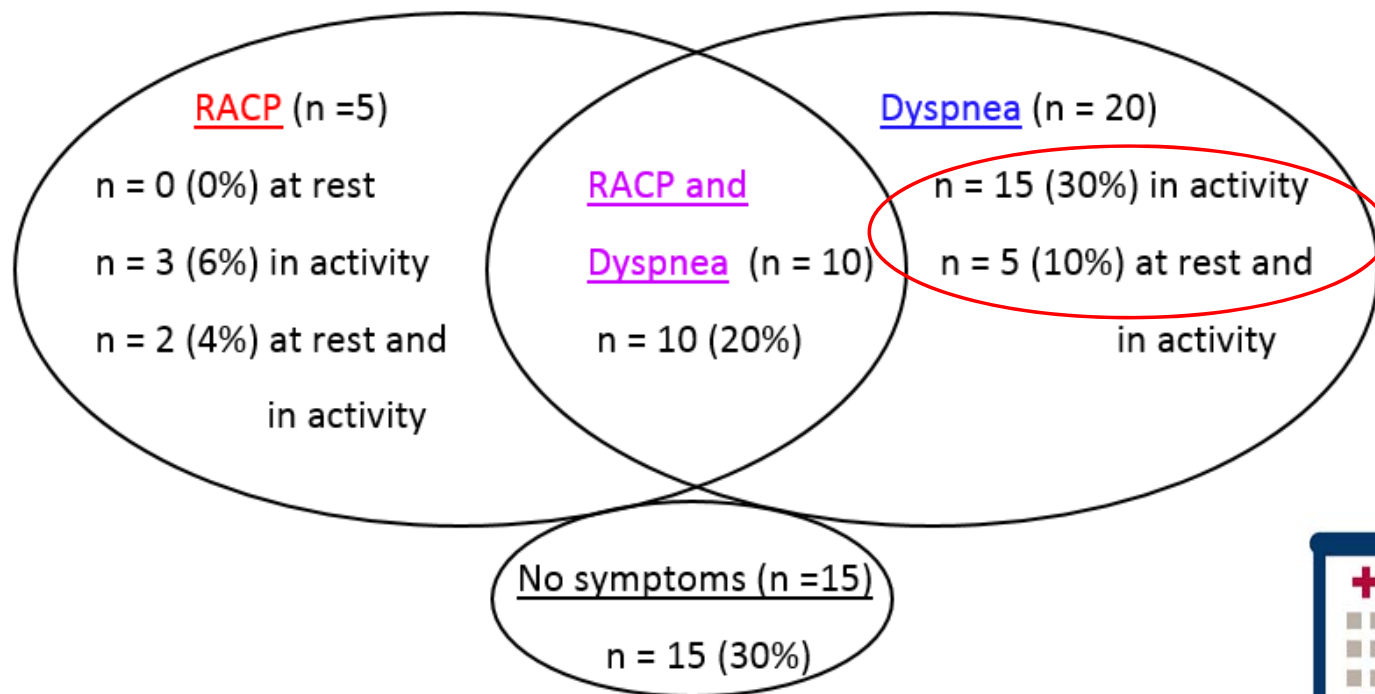 RACP (n =5)
n = 0 (0%) at rest
n = 3 (6%) in activity
n = 2 (4%) at rest and
in activity
RACP and
Dyspnea (n = 10)
n = 10 (20%)
Dyspnea (n = 20)
n = 15 (30%) in activity
n = 5 (10%) at rest and
in activity
No symptoms (n =15)
n = 15 (30%)